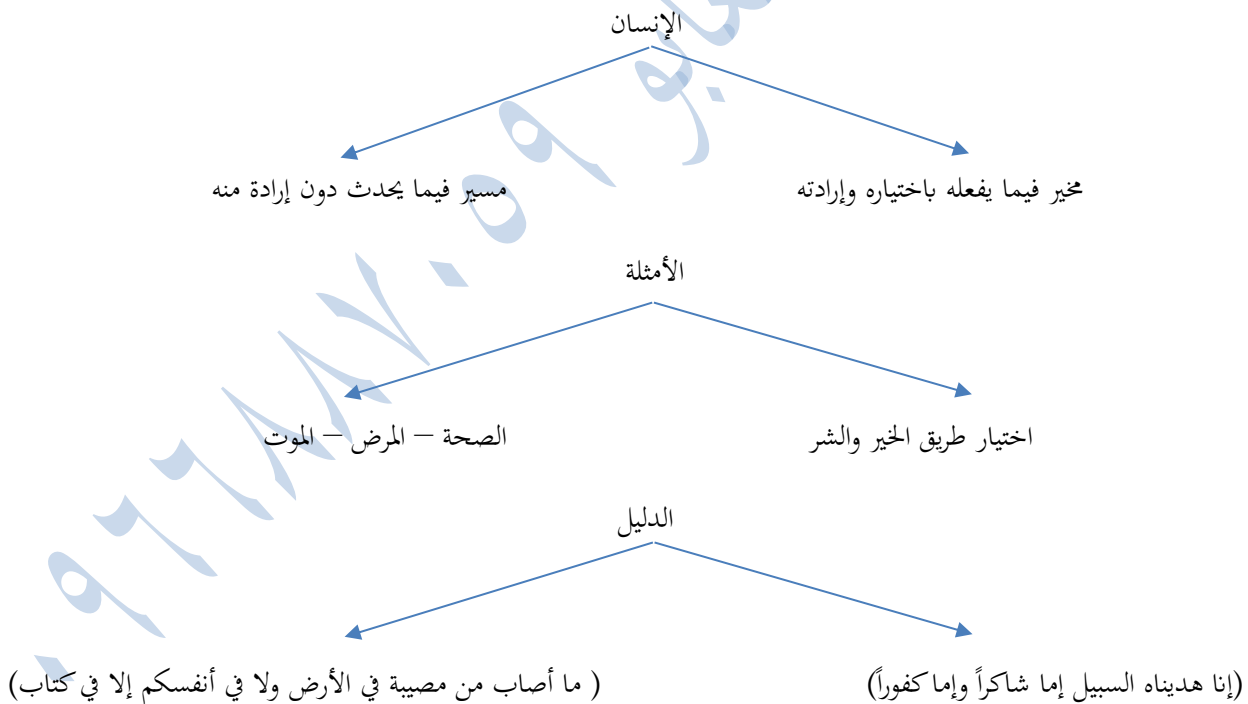 الإنسان
مخير فيما يفعله باختياره وإرادته
مسير فيما يحدث دون إرادة منه
الأمثلة
اختيار طريق الخير والشر
الصحة – المرض – الموت
الدليل
(إنا هديناه السبيل إما شاكراً وإما كفوراً)
( ما أصاب من مصيبة في الأرض ولا في أنفسكم إلا في كتاب)